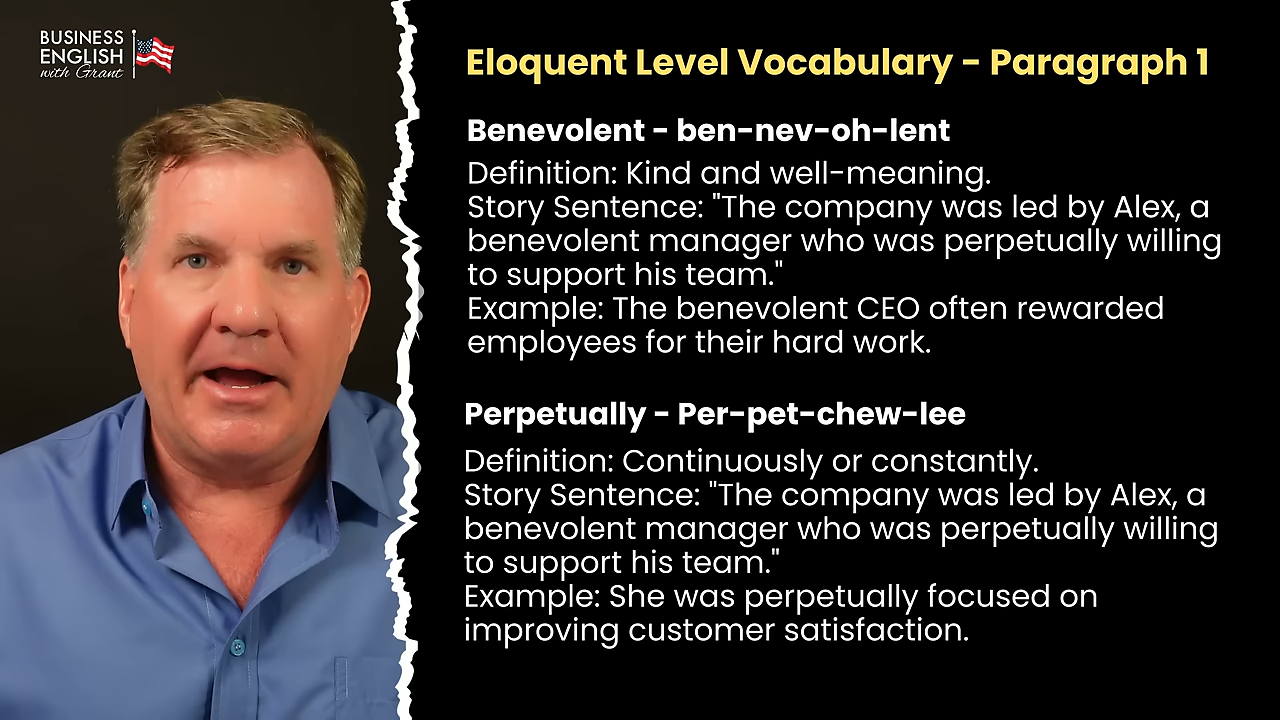 BUSINESS
ENGLISH
with Grant
Eloquent Level Vocabulary - Paragraph 1
Benevolent - ben-nev-oh-lent
Definition: Kind and well-meaning.
Story Sentence: "The company was led by Alex, a
benevolent manager who was perpetually willing
to support his team."
Example: The benevolent CEO often rewarded
employees for their hard work.
Perpetually - Per-pet-chew-lee
Definition: Continuously or constantly.
Story Sentence: "The company was led by Alex, a
benevolent manager who was perpetually willing
to support his team."
Example: She was perpetually focused on
improving customer satisfaction.